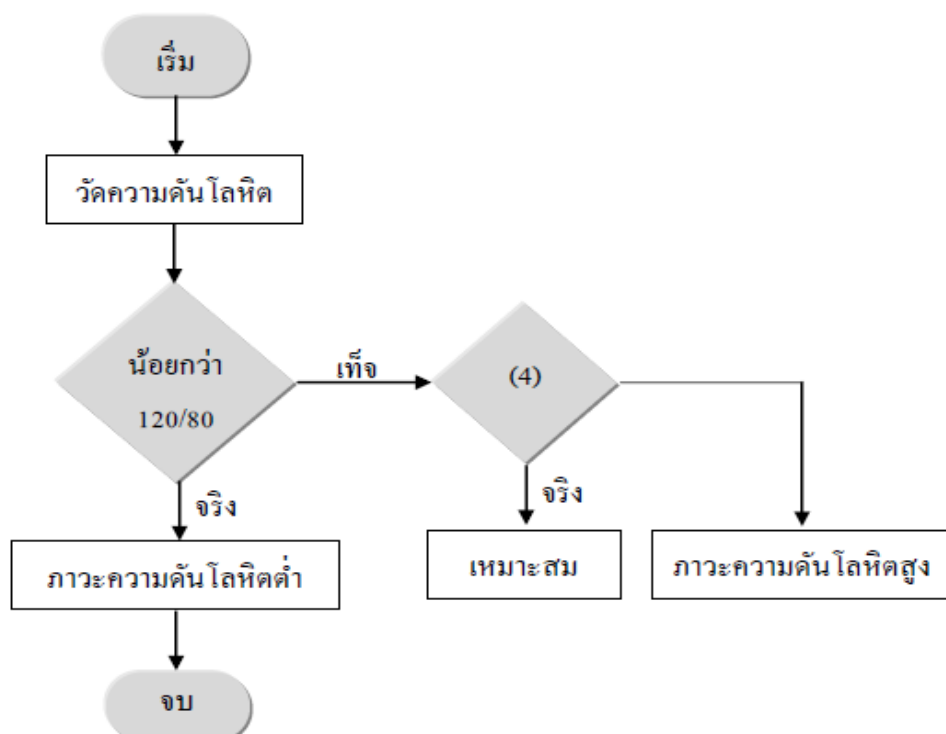 เริ่ม
วัดความดันโลหิต
น้อยกว่า
120/80
เท็จ
(4)
จริง
จริง
ภาวะความดันโลหิตต่ำ
เหมาะสม
ภาวะความดันโลหิตสูง
จบ